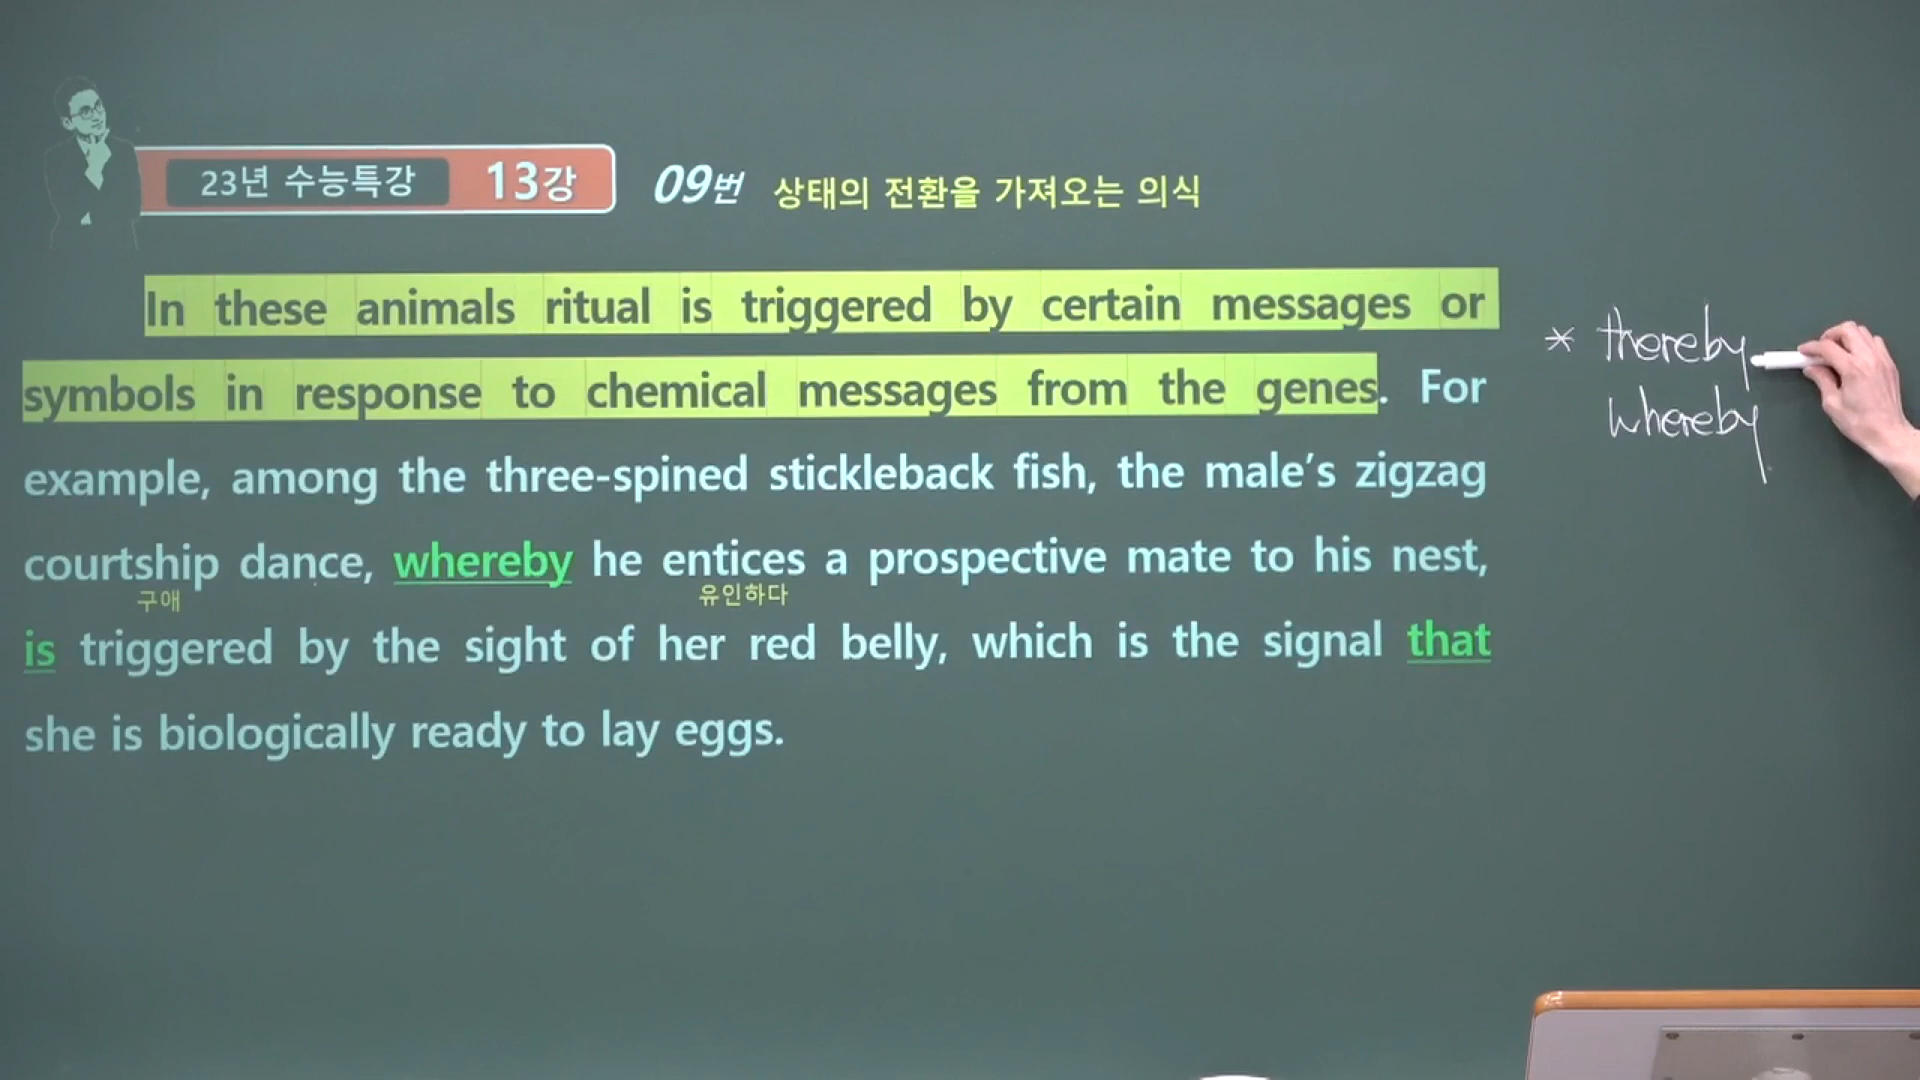 23년 수능특강 13강 09번 상태의 전환을 가져오는 의식
In these animals ritual is triggered by certain messages or
symbols in response to chemical messages from the genes. For
example, among the three-spined stickleback fish, the male's zigzag
courtship dance, whereby he entices a prospective mate to his nest,
구애 유인하다
is triggered by the sight of her red belly, which is the signal that
she is biologically ready to lay eggs.
* thereby
whereby